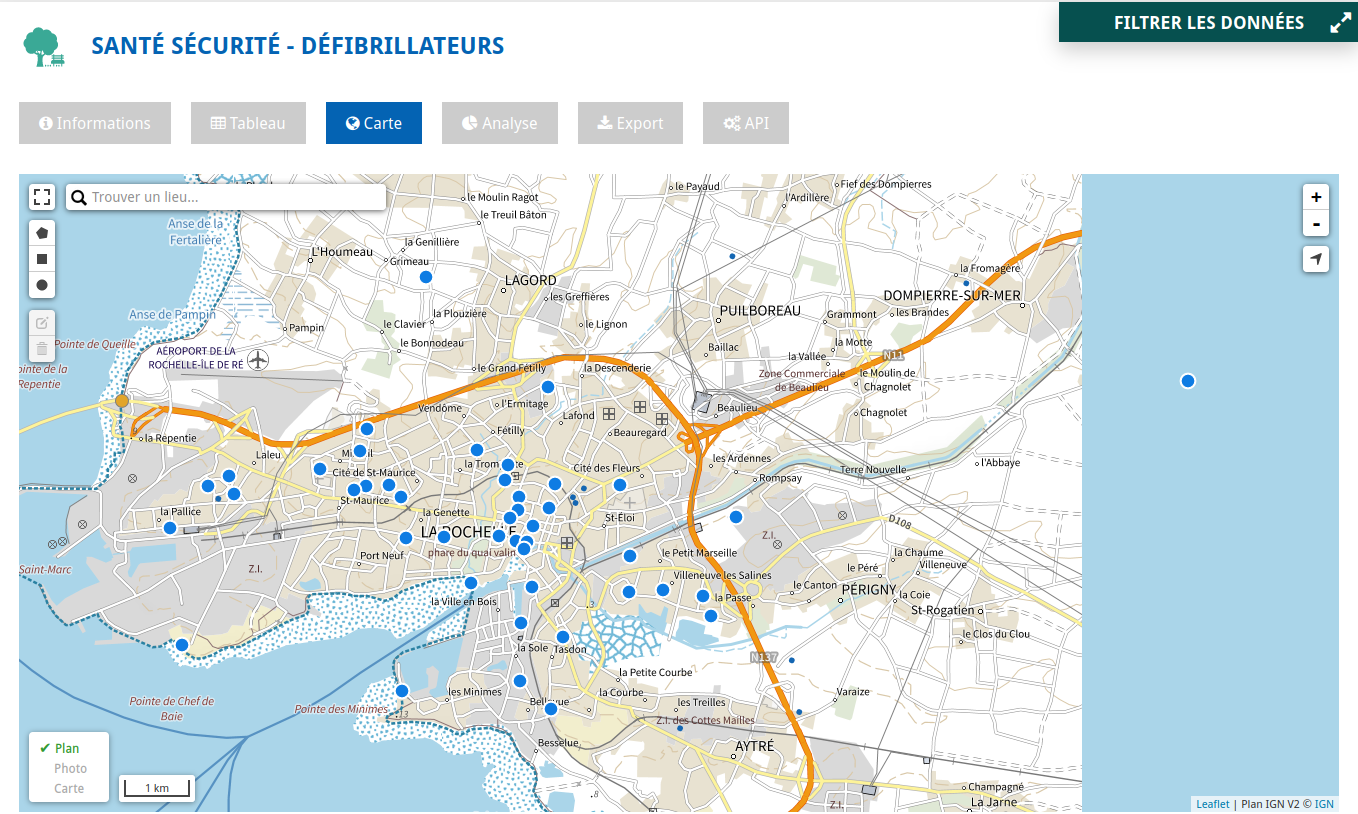 FILTRER LES DONNÉES
SANTÉ SÉCURITÉ - DÉFIBRILLATEURS
Informations
Tableau
Carte
Analyse
Export
API
Trouver un lieu...
+
-
le Payaud
Fief des Dompierres
le Moulin Ragot
l'Ardillère
le Treuil Bâton
Anse de la
Fertalière
la Genillière
L'Houmeau
Grimeau
la Fromagère
LAGORD
les Greffières
DOMPIERRE-SUR-MER
Anse de Pampin
la Plouzière
PUILBOREAU
Grammont
les Brandes
Pampin
le Clavier
le Lignon
Pointe de Queille
le Bonnodeau
la Motte
Baillac
AÉROPORT DE LA
ROCHELLE-ÎLE DE RÉ
la Vallée
N11
Pointe de la
Repentie
le Grand Fétilly
la Descenderie
Zone Commerciale
de Beaulieu
le Moulin de
Chagnolet
Vendôme
l'Ermitage
Lafond
Beaulieu
Chagnolet
9
la Repentie
Fétilly
Beauregard
Laleu
les Ardennes
l'Abbaye
Cité de St-Maurice
Cité des Fleurs
Terre Nouvelle
Rompsay
St-Maurice
la Pallice
la Genette
St-Éloi
D108
LA ROCHELLE
Z.I.
Port Neuf
phare du quai valin
le Petit Marseille
la Chaume
Villeneuve
Saint-Marc
Z.I.
Villeneuve les Salines
le Péré
le Canton
PÉRIGNY
la Coie
la Ville en Bois
.3
la Passe
St-Rogatien
le Clos du Clou
la Sole
Tasdon
N137
la Petite Courbe
les Minimes
la Courbe
Varaize
Pointe de Chef de
Baie
Pointe des Minimes
.13
les Treilles
Z.I. des Cottes Mailles
Besselue
AYTRÉ
✔ Plan
Photo
Carte
1 km
.8
Champagné
La Jarne
Z.I.
Leaflet | Plan IGN V2 © IGN